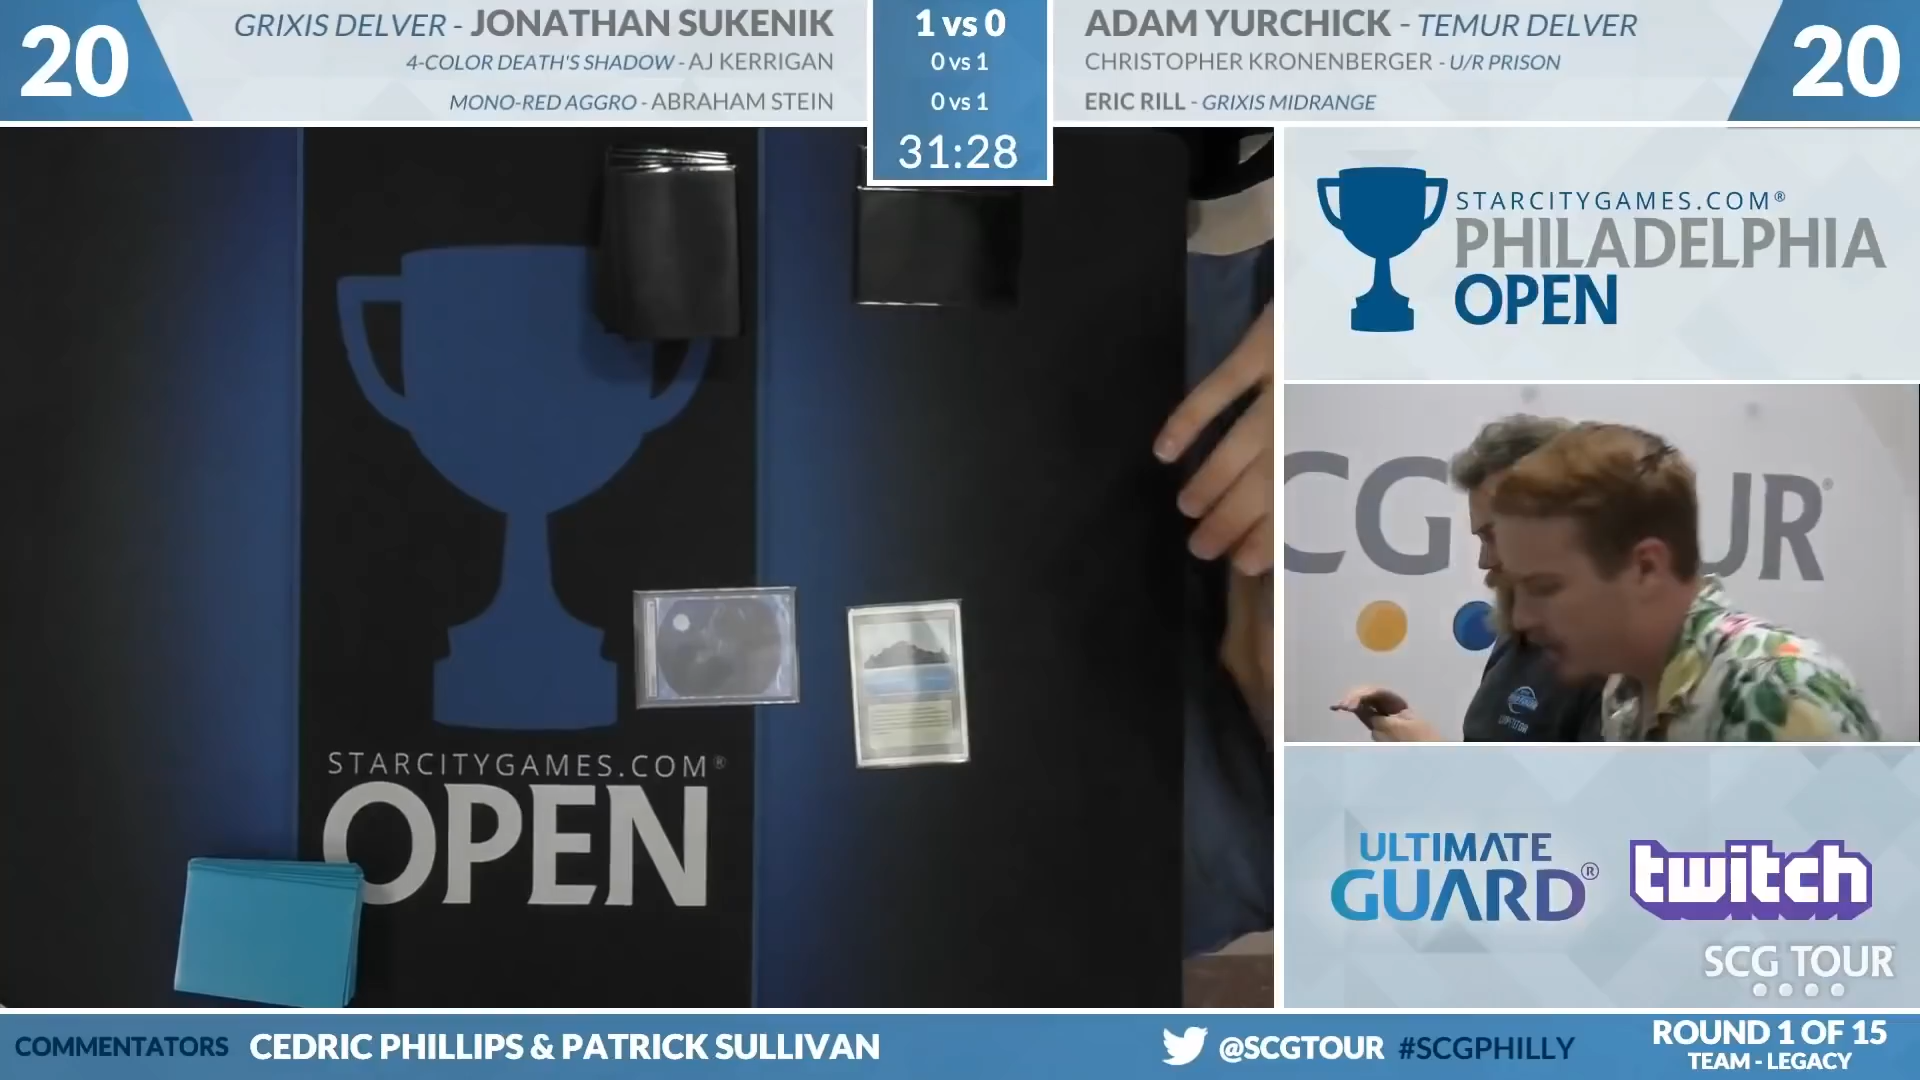 20
GRIXIS DELVER - JONATHAN SUKENIK
4-COLOR DEATH'S SHADOW - AJ KERRIGAN
MONO-RED AGGRO - ABRAHAM STEIN
1 vs 0
0 vs 1
0 vs 1
31:28
ADAM YURCHICK - TEMUR DELVER
CHRISTOPHER KRONENBERGER - U/R PRISON
ERIC RILL - GRIXIS MIDRANGE
20
STARCITYGAMES.COM®
PHILADELPHIA
OPEN
STARCITYGAMES.COM®
OPEN
CG UR®
ULTIMATE
GUARD®
twitch
SCG TOUR
COMMENTATORS CEDRIC PHILLIPS & PATRICK SULLIVAN
@SCGTOUR #SCGPHILLY
ROUND 1 OF 15
TEAM - LEGACY